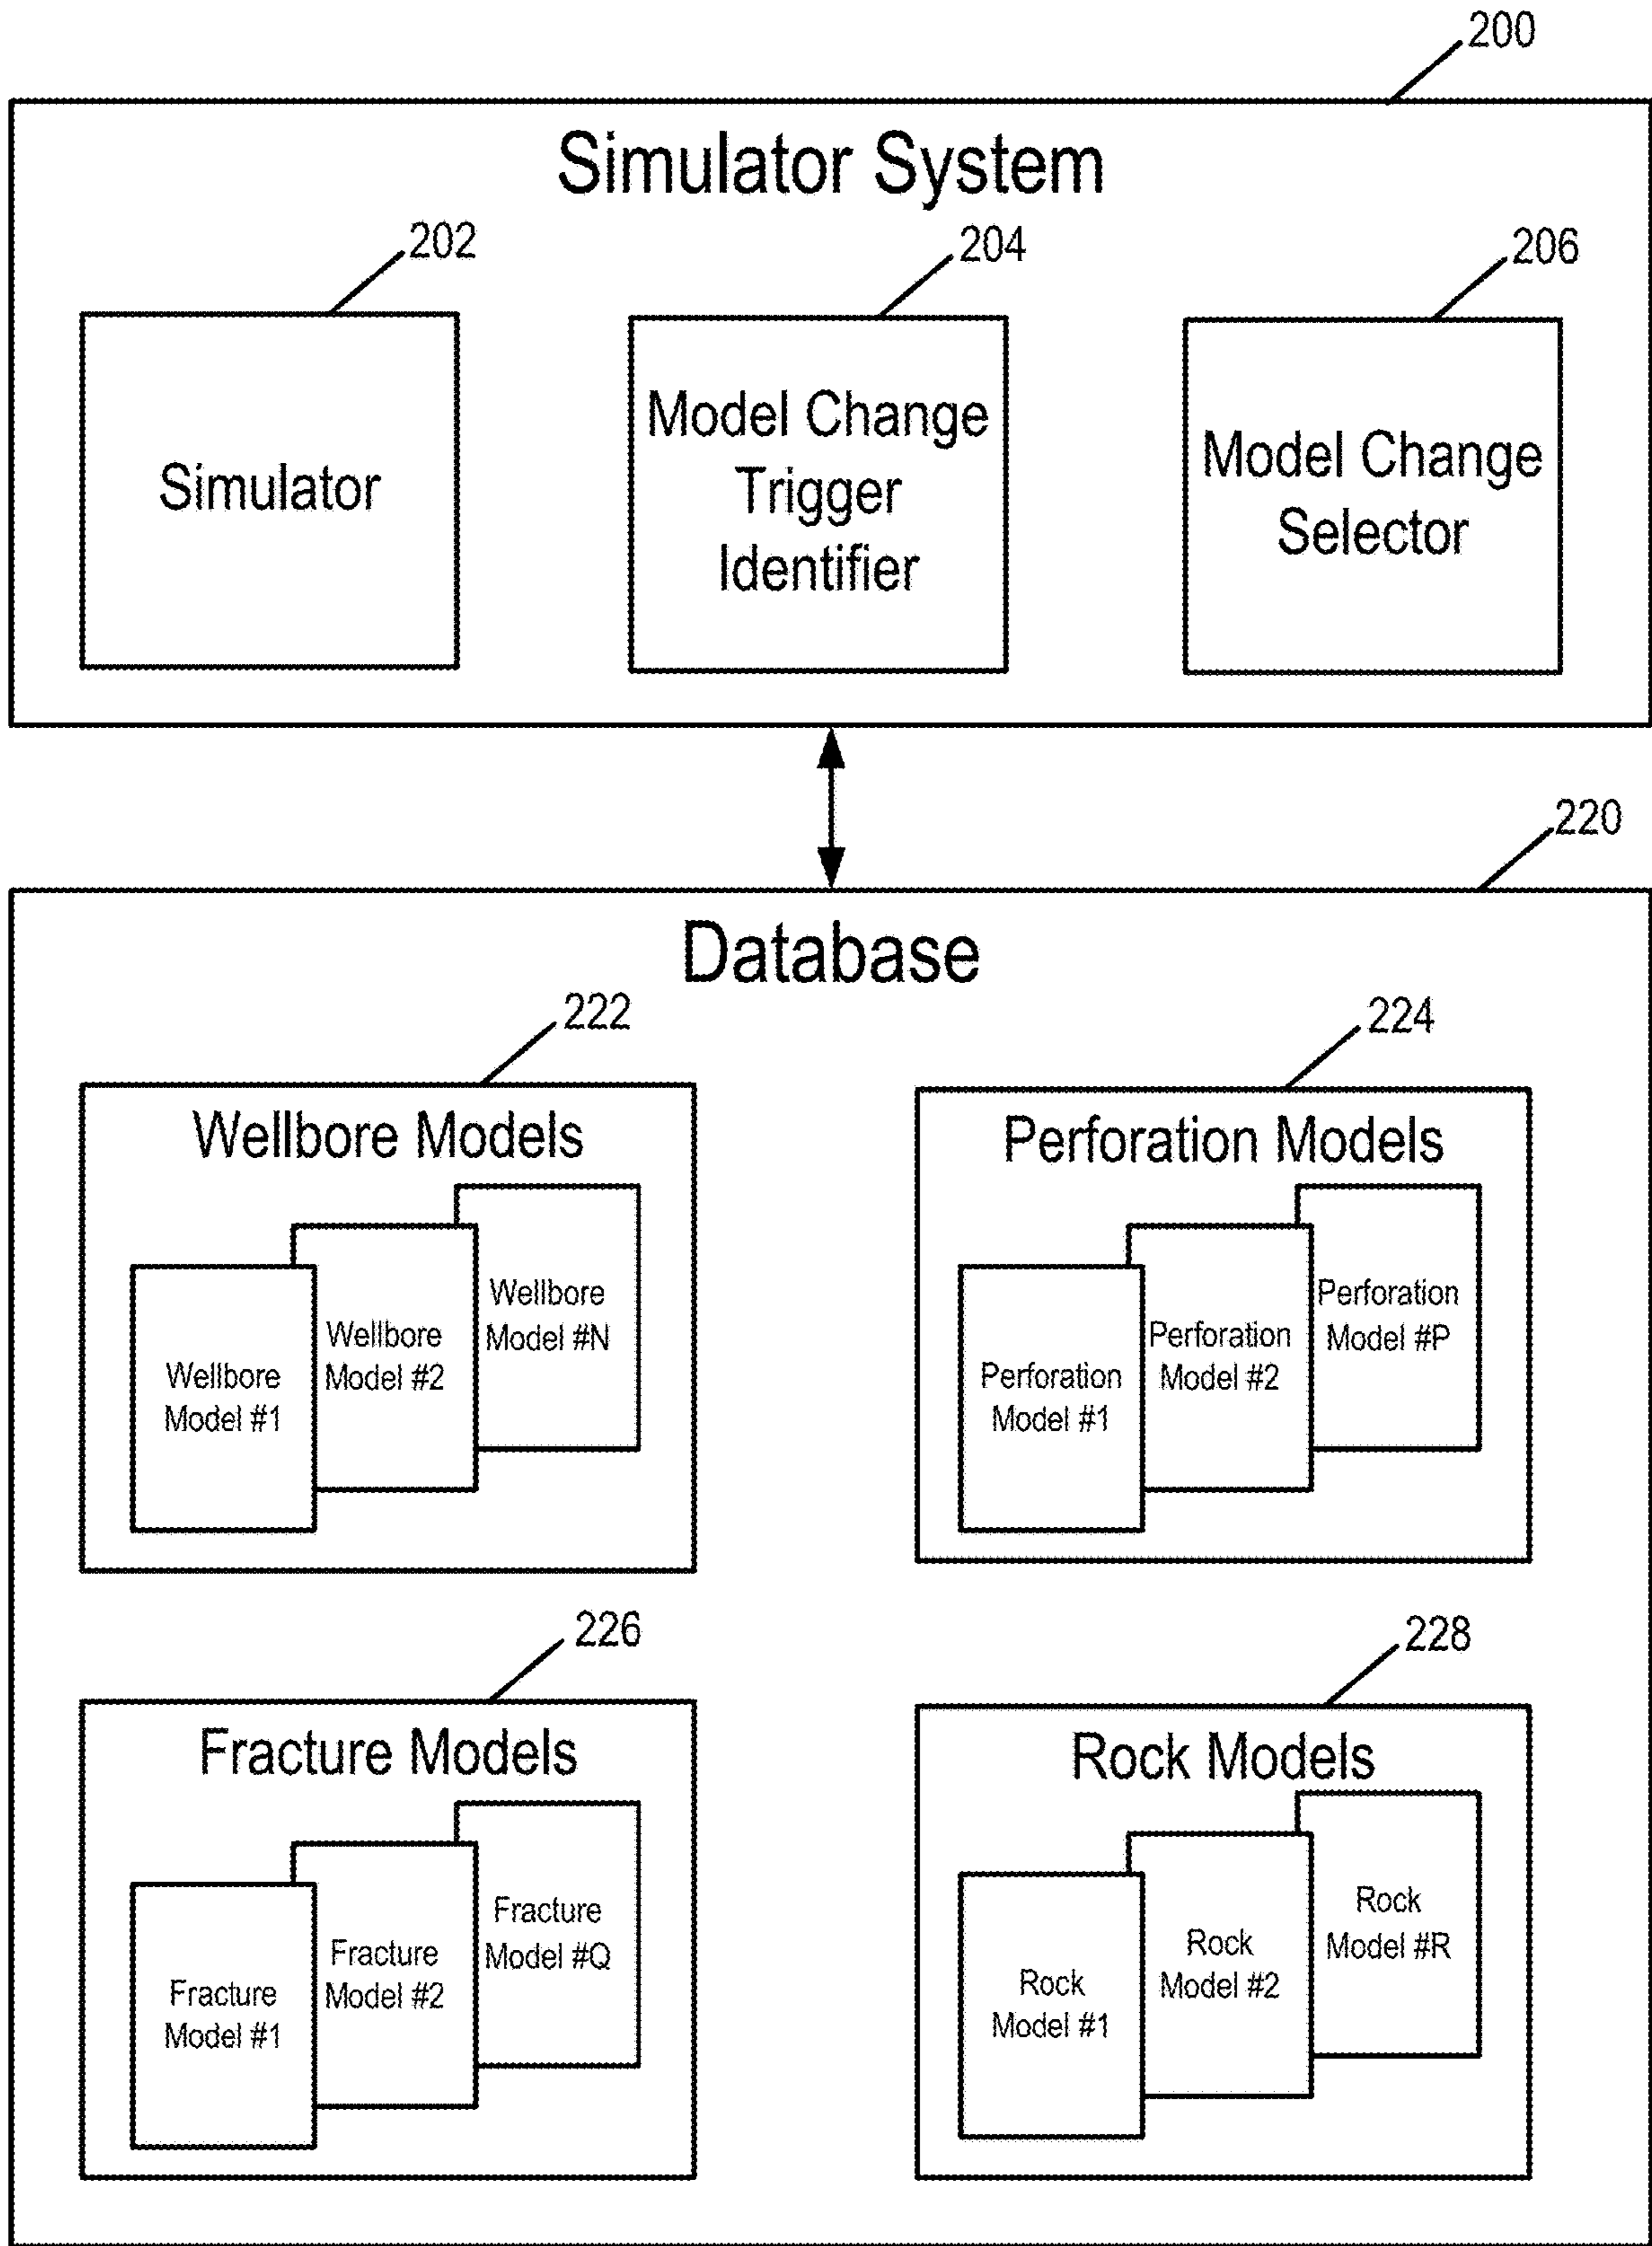 200
Simulator System
202
204
206
Simulator
Model Change
Trigger
Identifier
Model Change
Selector
220
Database
222
224
Wellbore Models
Wellbore
Model #1
Wellbore
Model #2
Wellbore
Model #N
Perforation Models
Perforation
Model #1
Perforation
Model #2
Perforation
Model #P
226
228
Fracture Models
Fracture
Model #1
Fracture
Model #2
Fracture
Model #Q
Rock Models
Rock
Model #1
Rock
Model #2
Rock
Model #R